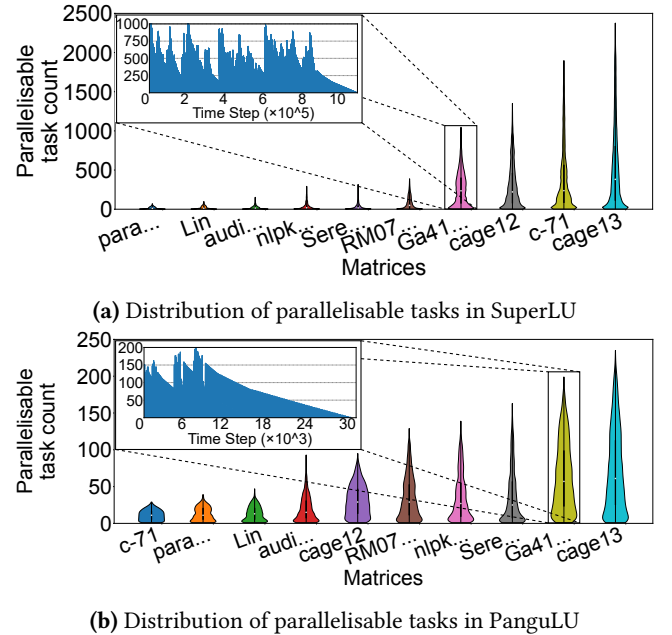 2500
2000
1500
1000
500
0
Parallelisable
task count
1000
750
500
250
0
0 2 4 6 8 10
Time Step (×10^5)
para... Lin audi... nlpk... Sere... RM07... Ga41... cage12 c-71 cage13
Matrices
(a) Distribution of parallelisable tasks in SuperLU
250
200
150
100
50
0
Parallelisable
task count
200
150
100
50
0
0 6 12 18 24 30
Time Step (×10^3)
c-71 para... Lin audi... cage12 RM07... nlpk... Sere... Ga41... cage13
Matrices
(b) Distribution of parallelisable tasks in PanguLU